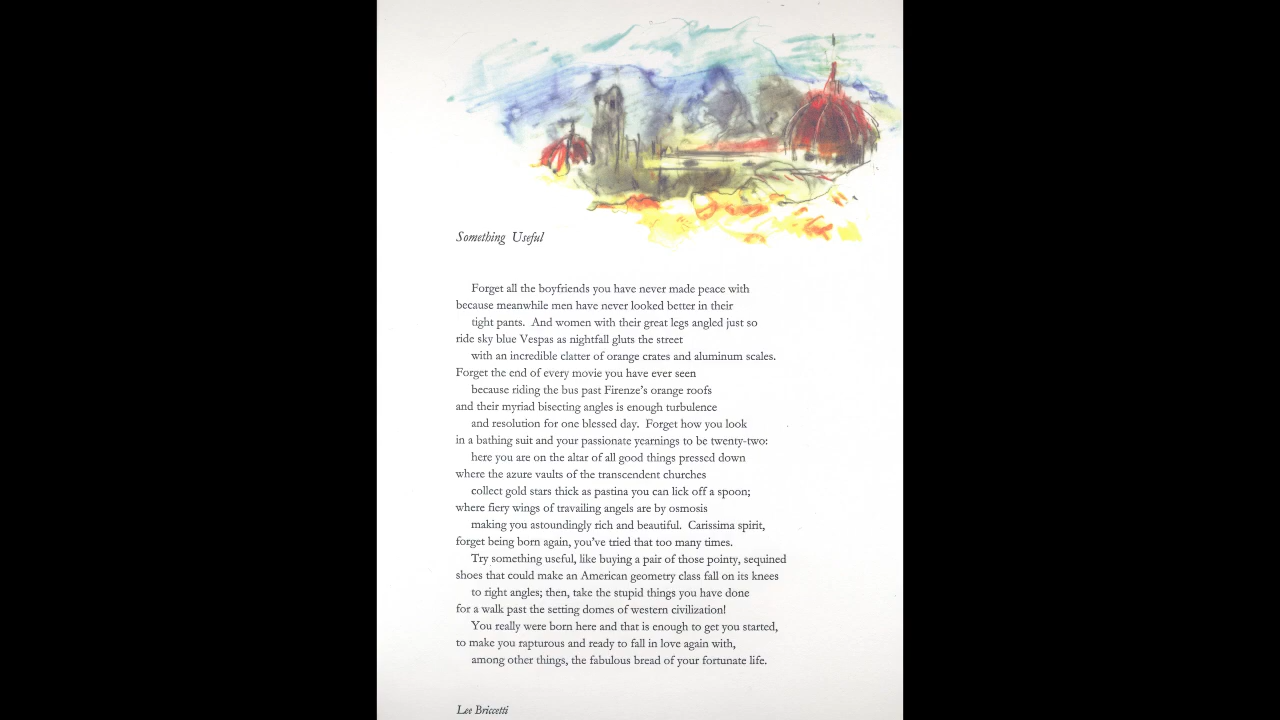 Something Useful
Forget all the boyfriends you have never made peace with
because meanwhile men have never looked better in their
tight pants. And women with their great legs angled just so
ride sky blue Vespas as nightfall gluts the street
with an incredible clatter of orange crates and aluminum scales.
Forget the end of every movie you have ever seen
because riding the bus past Firenze's orange roofs
and their myriad bisecting angles is enough turbulence
and resolution for one blessed day. Forget how you look
in a bathing suit and your passionate yearnings to be twenty-two:
here you are on the altar of all good things pressed down
where the azure vaults of the transcendent churches
collect gold stars thick as pastina you can lick off a spoon;
where fiery wings of travailing angels are by osmosis
making you astoundingly rich and beautiful. Carissima spirit,
forget being born again, you've tried that too many times.
Try something useful, like buying a pair of those pointy, sequined
shoes that could make an American geometry class fall on its knees
to right angles; then, take the stupid things you have done
for a walk past the setting domes of western civilization!
You really were born here and that is enough to get you started,
to make you rapturous and ready to fall in love again with,
among other things, the fabulous bread of your fortunate life.
Lee Briccetti